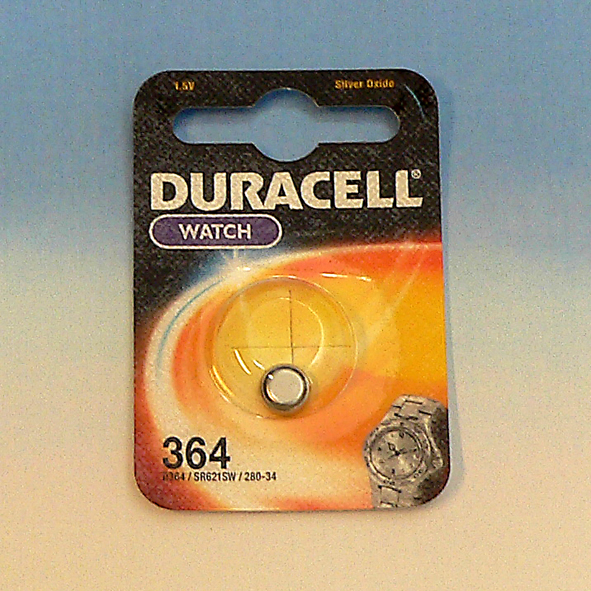 1.5V Silver Oxide
DURACELL®
WATCH
364
D364 / SR621SW / 280-34